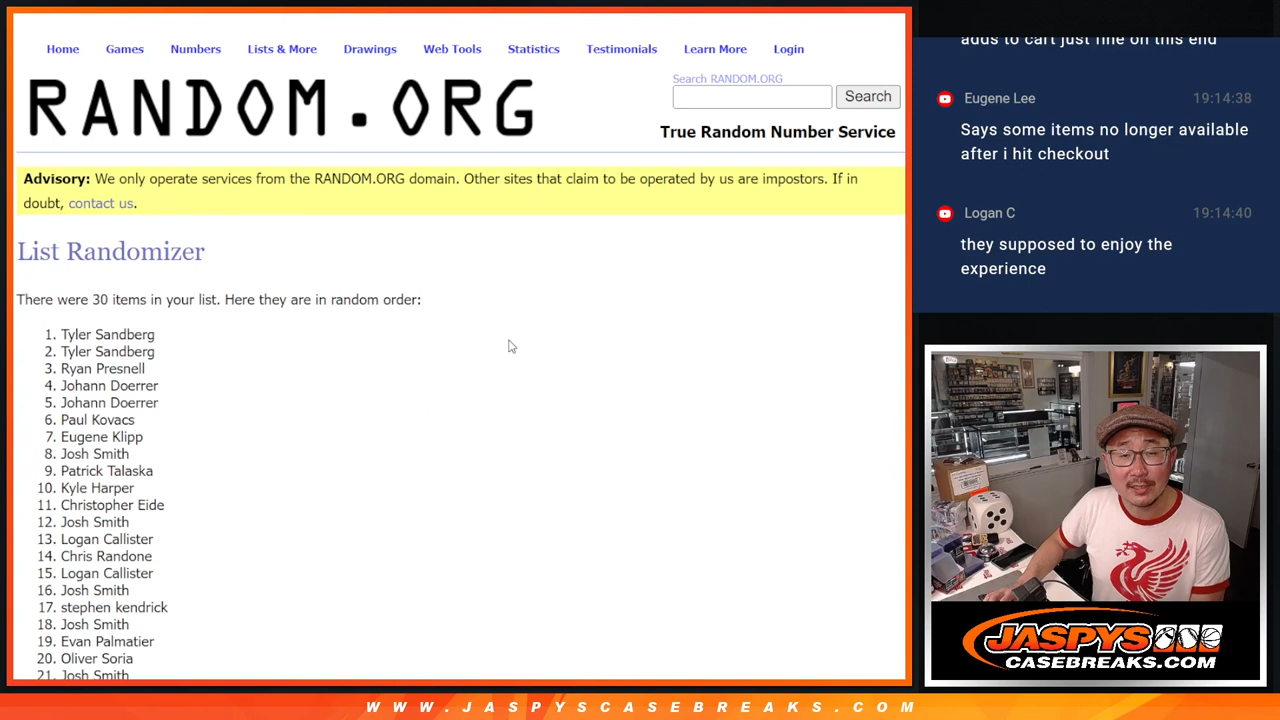 Home Games Numbers Lists & More Drawings Web Tools Statistics Testimonials Learn More Login
RANDOM.ORG
Search RANDOM.ORG
Search
True Random Number Service
Advisory: We only operate services from the RANDOM.ORG domain. Other sites that claim to be operated by us are impostors. If in
doubt, contact us.
List Randomizer
There were 30 items in your list. Here they are in random order:
1. Tyler Sandberg
2. Tyler Sandberg
3. Ryan Presnell
4. Johann Doerrer
5. Johann Doerrer
6. Paul Kovacs
7. Eugene Klipp
8. Josh Smith
9. Patrick Talaska
10. Kyle Harper
11. Christopher Eide
12. Josh Smith
13. Logan Callister
14. Chris Randone
15. Logan Callister
16. Josh Smith
17. stephen kendrick
18. Josh Smith
19. Evan Palmatier
20. Oliver Soria
21. Josh Smith
adds to cart just fine on this end
Eugene Lee 19:14:38
Says some items no longer available
after i hit checkout
Logan C 19:14:40
they supposed to enjoy the
experience
JASPYS
CASEBREAKS.COM
WWW.JASPYSCASEBREAKS.COM